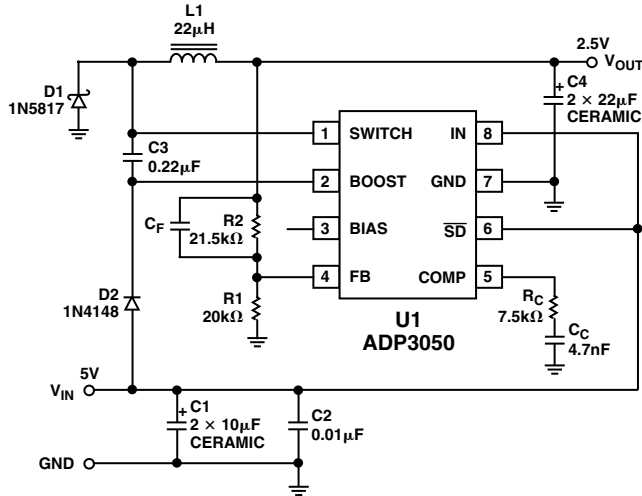 L1
22μH
2.5V
VOUT
D1
1N5817
C4
2 × 22μF
CERAMIC
1 SWITCH IN 8
C3
0.22μF
2 BOOST GND 7
CF
R2
21.5kΩ
3 BIAS SD 6
4 FB COMP 5
D2
1N4148
R1
20kΩ
U1
ADP3050
RC
7.5kΩ
CC
4.7nF
5V
VIN
C1
2 × 10μF
CERAMIC
C2
0.01μF
GND